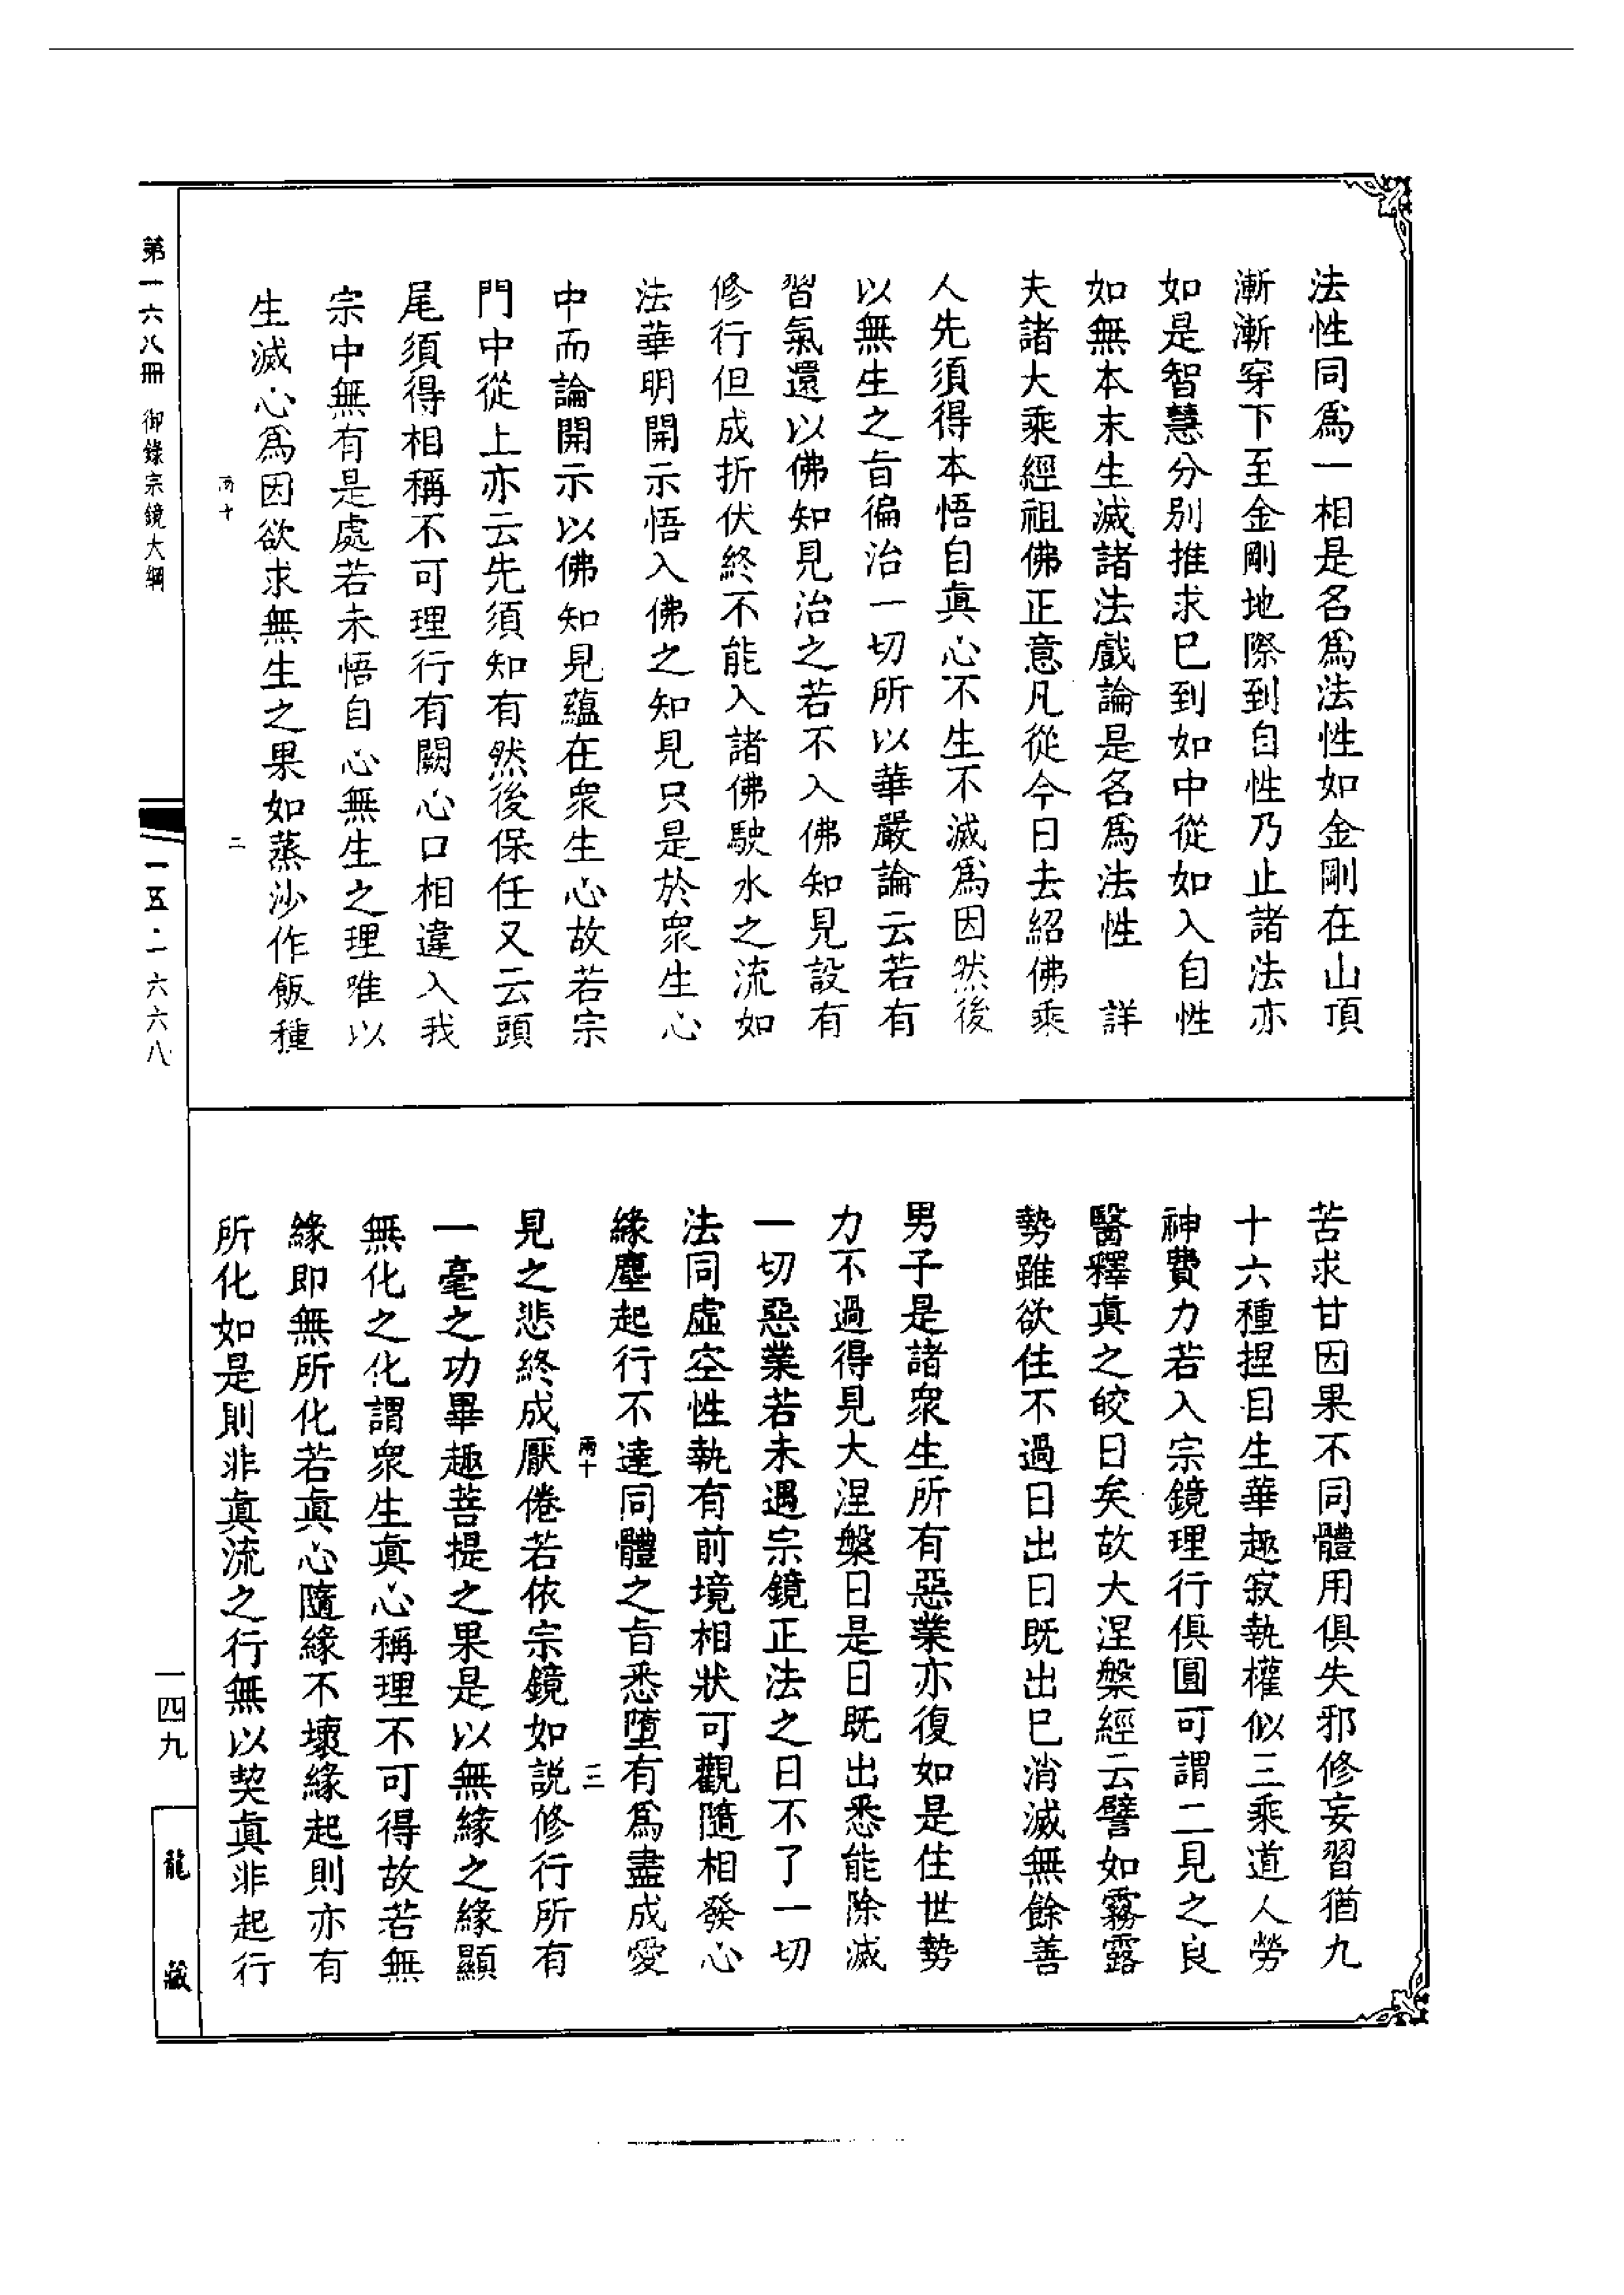 法性同爲一相是名爲法性如金剛在山頂
漸漸穿下至金剛地際到自性乃止諸法亦
如是智慧分別推求巳到如中從如入自性
如無本末生滅諸法戲論是名爲法性　詳
夫諸大乘經祖佛正意凡從今日去紹佛乘
人先須得本悟自真心不生不滅爲因然後
以無生之旨徧治一切所以華嚴論云若有
習氣還以佛知見治之若不入佛知見設有
修行但成折伏終不能入諸佛駛水之流如
法華明開示悟入佛之知見只是於眾生心
中而論開示以佛知見蘊在眾生心故若宗
門中從上亦云先須知有然後保任又云頭
尾須得相稱不可理行有闕心口相違入我
宗中無有是處若未悟自心無生之理唯以
生滅心爲因欲求無生之果如蒸沙作飯種
兩十
二
苦求甘因果不同體用俱失邪修妄習猶九
十六種捏目生華趣寂執權似三乘道人勞
神費力若入宗鏡理行俱圓可謂二見之良
醫釋真之皎日矣故大涅槃經云譬如霧露
勢雖欲住不過日出日既出巳消滅無餘善
男子是諸眾生所有惡業亦復如是住世勢
力不過得見大涅槃日是日既出悉能除滅
一切惡業若未遇宗鏡正法之日不了一切
法同虛空性執有前境相狀可觀隨相發心
緣塵起行不達同體之旨悉墮有爲盡成愛
兩十
三
見之悲終成厭倦若依宗鏡如說修行所有
一毫之功畢趣菩提之果是以無緣之緣顯
無化之化謂眾生真心稱理不可得故若無
緣即無所化若真心隨緣不壞緣起則亦有
所化如是則非真流之行無以契真非起行
第一六八冊　御錄宗鏡大綱
一五・一六六八
一四九
龍藏